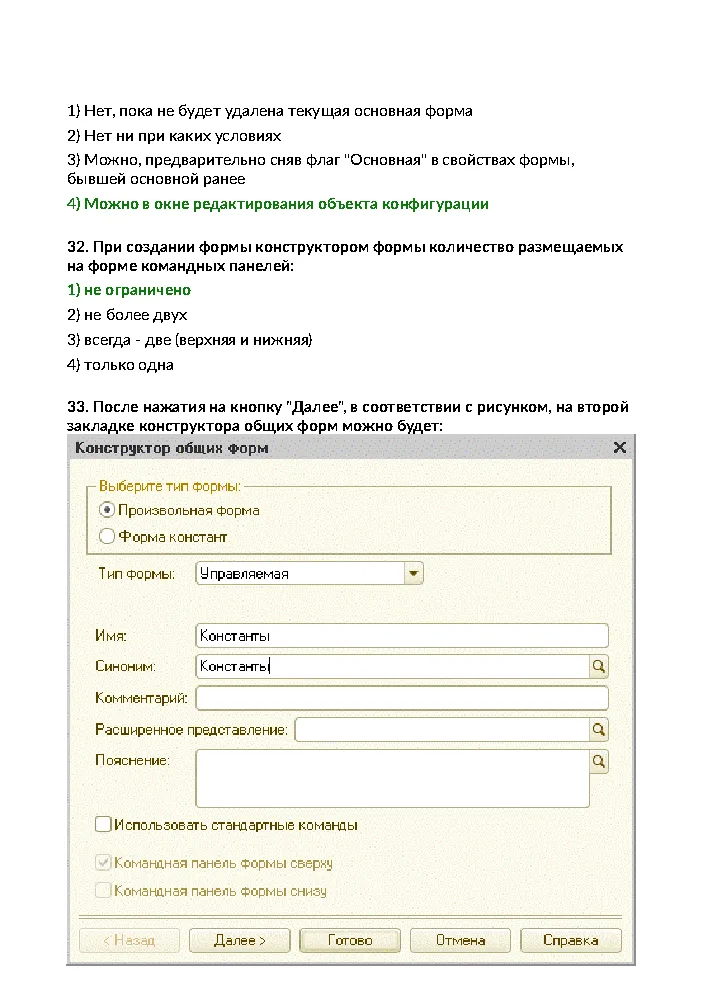 1) Нет, пока не будет удалена текущая основная форма
2) Нет ни при каких условиях
3) Можно, предварительно сняв флаг "Основная" в свойствах формы,
бывшей основной ранее
4) Можно в окне редактирования объекта конфигурации
32. При создании формы конструктором формы количество размещаемых
на форме командных панелей:
1) не ограничено
2) не более двух
3) всегда - две (верхняя и нижняя)
4) только одна
33. После нажатия на кнопку "Далее", в соответствии с рисунком, на второй
закладке конструктора общих форм можно будет:
Конструктор общих форм
Выберите тип формы:
Произвольная форма
Форма констант
Тип формы: Управляемая
Имя: Константы
Синоним: Константы
Комментарий:
Расширенное представление:
Пояснение:
Использовать стандартные команды
Командная панель формы сверху
Командная панель формы снизу
< Назад Далее > Готово Отмена Справка